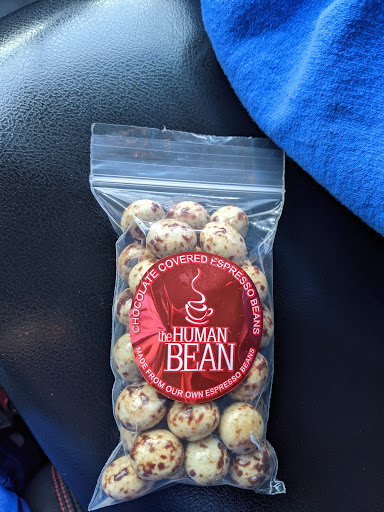 CHOCOLATE COVERED ESPRESSO BEANS
the HUMAN
BEAN
MADE FROM OUR OWN ESPRESSO BEANS